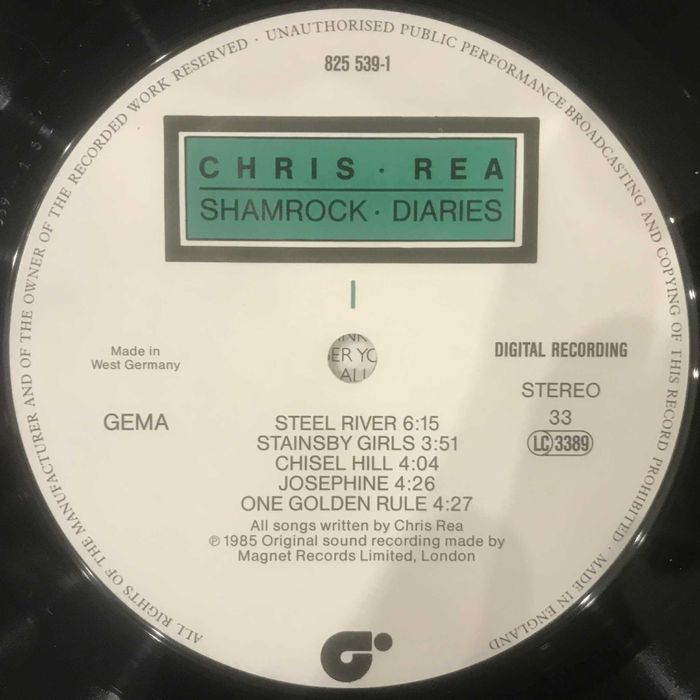 ALL RIGHTS OF THE MANUFACTURER AND OF THE OWNER OF THE RECORDED WORK RESERVED · UNAUTHORISED PUBLIC PERFORMANCE BROADCASTING AND COPYING OF THIS RECORD PROHIBITED · MADE IN ENGLAND
825 539-1
CHRIS · REA
SHAMROCK · DIARIES
I
ER YO
ALL
Made in
West Germany
GEMA
DIGITAL RECORDING
STEREO
33
LC 3389
STEEL RIVER 6:15
STAINSBY GIRLS 3:51
CHISEL HILL 4:04
JOSEPHINE 4:26
ONE GOLDEN RULE 4:27
All songs written by Chris Rea
℗ 1985 Original sound recording made by
Magnet Records Limited, London